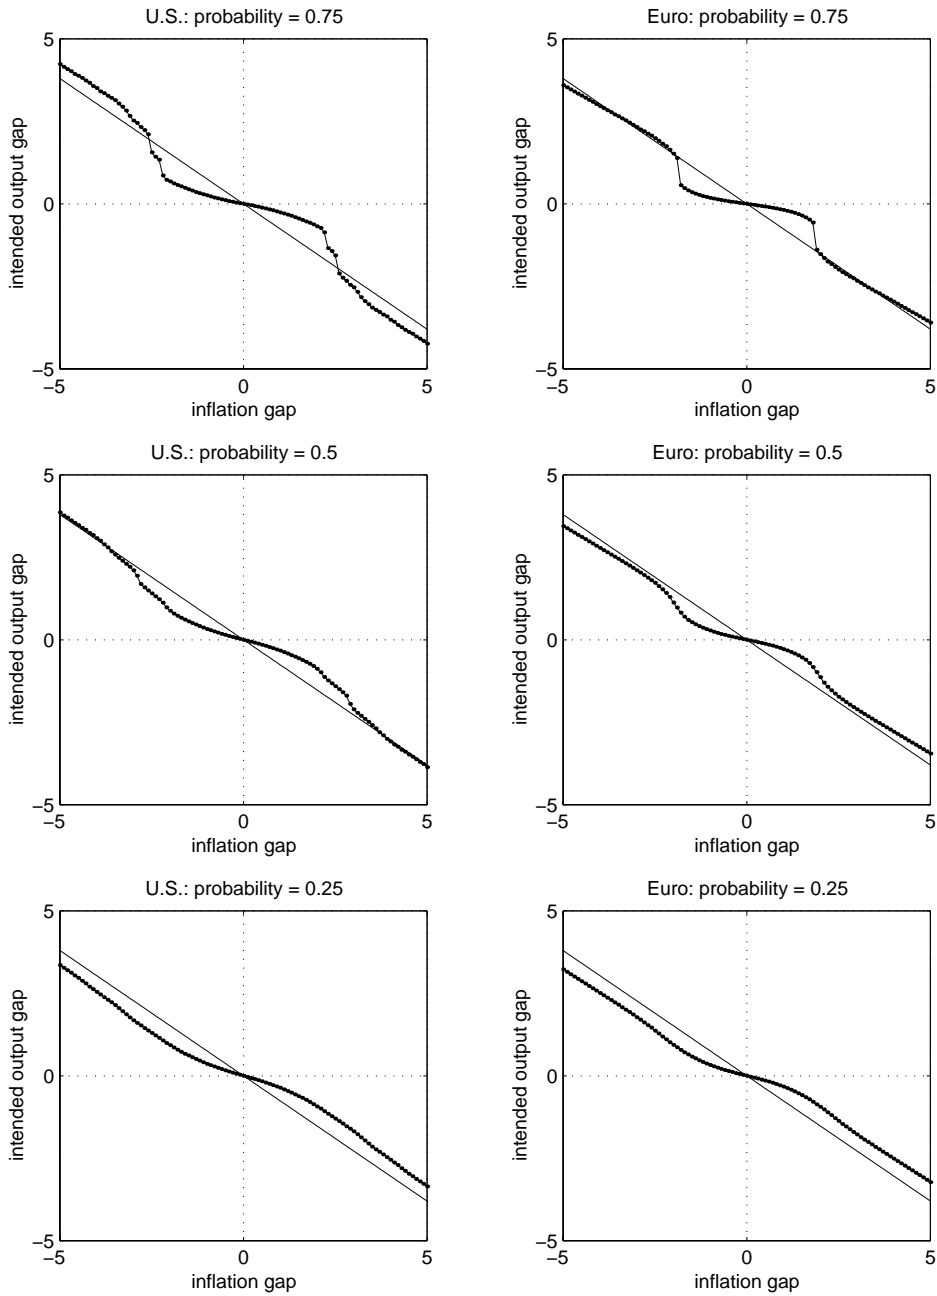 U.S.: probability = 0.75
5
0
−5
−5 0 5
intended output gap
inflation gap
Euro: probability = 0.75
5
0
−5
−5 0 5
intended output gap
inflation gap
U.S.: probability = 0.5
5
0
−5
−5 0 5
intended output gap
inflation gap
Euro: probability = 0.5
5
0
−5
−5 0 5
intended output gap
inflation gap
U.S.: probability = 0.25
5
0
−5
−5 0 5
intended output gap
inflation gap
Euro: probability = 0.25
5
0
−5
−5 0 5
intended output gap
inflation gap